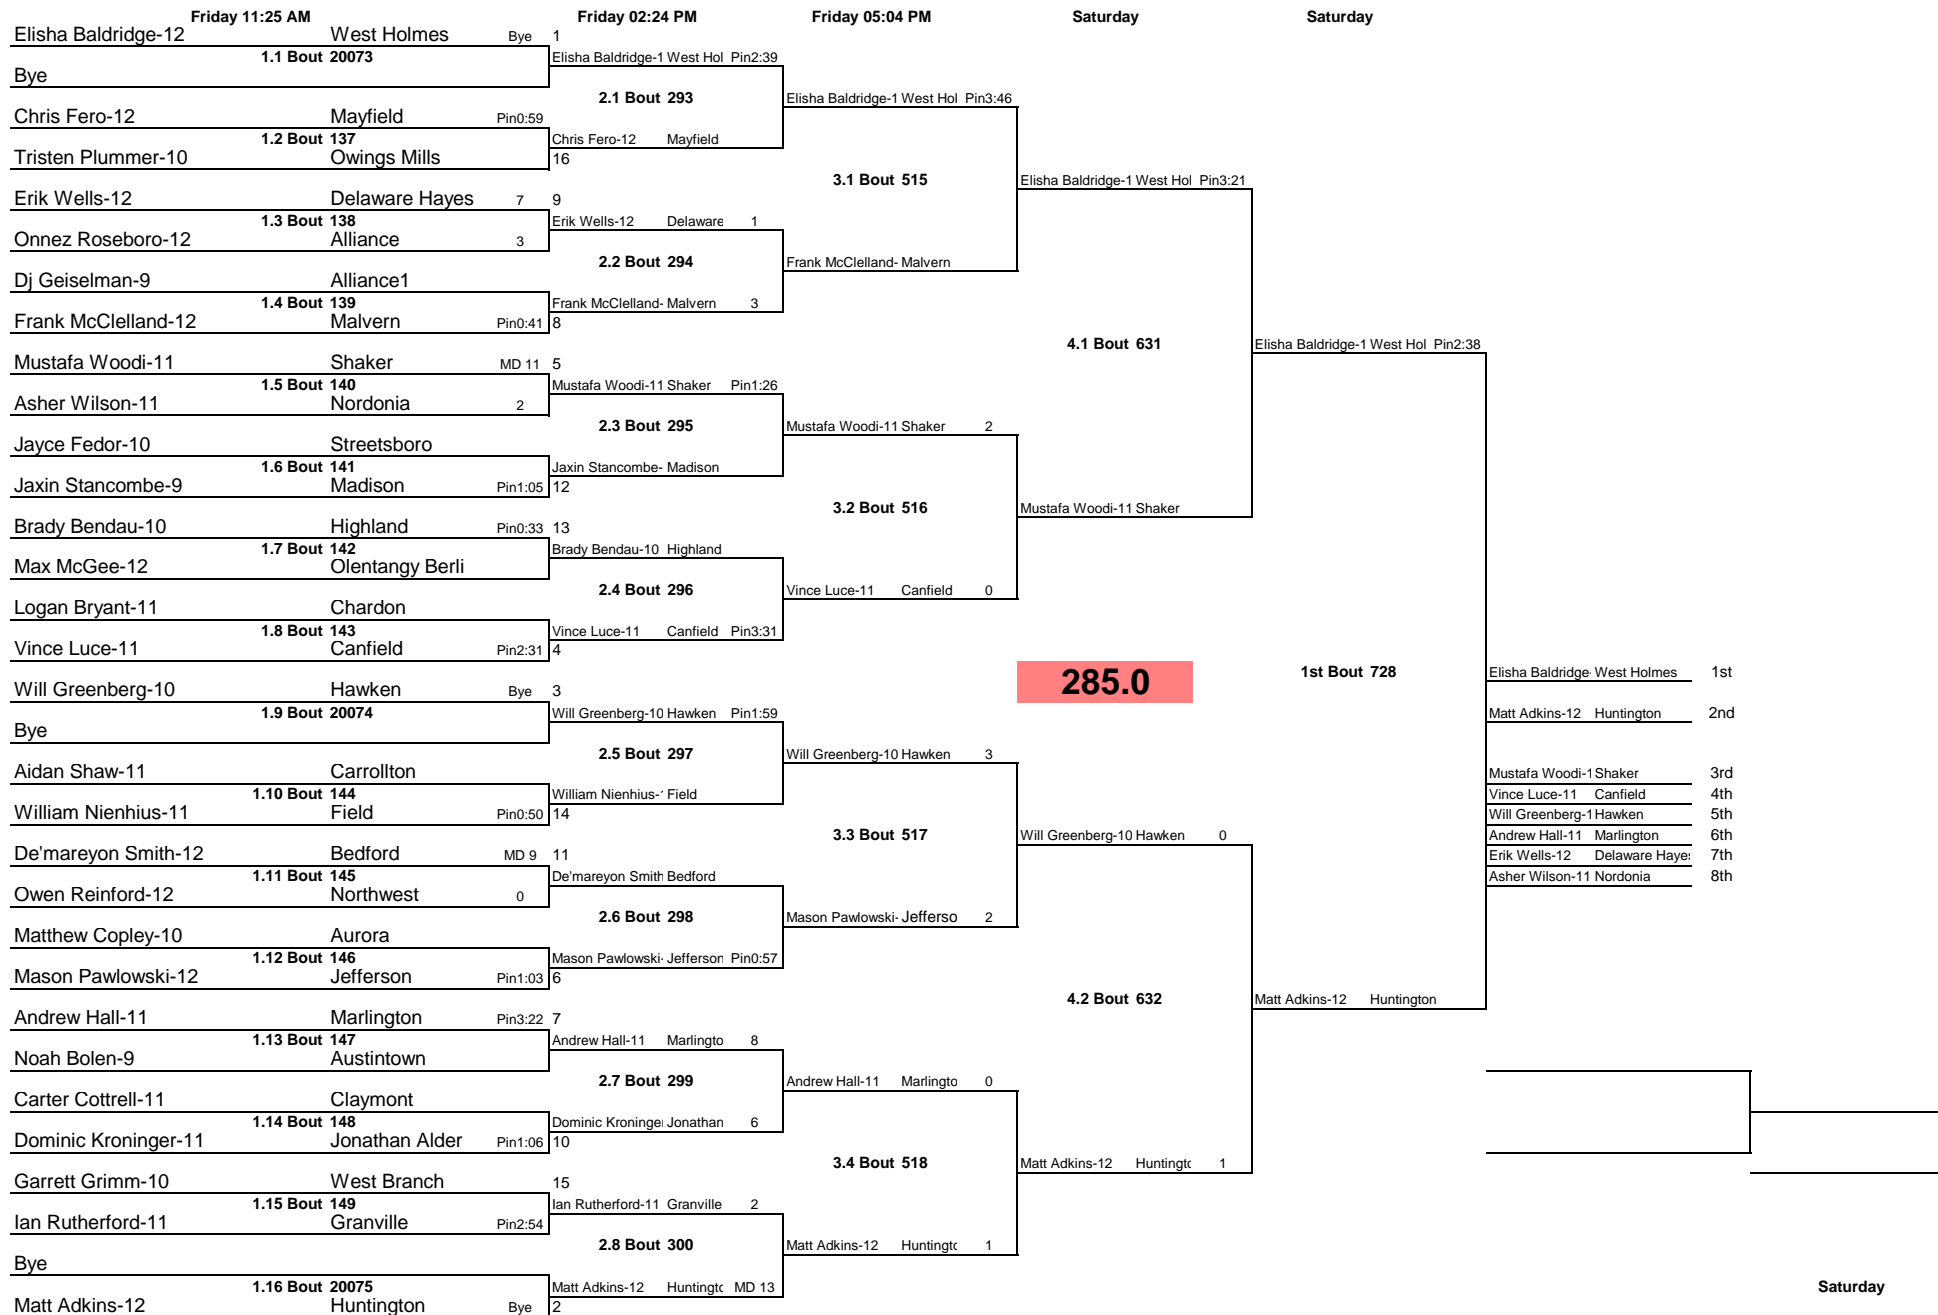 Friday 11:25 AM Friday 02:24 PM Friday 05:04 PM Saturday Saturday
Elisha Baldridge-12 West Holmes Bye 1
1.1 Bout 20073 Elisha Baldridge-1 West Hol Pin2:39
Bye
2.1 Bout 293 Elisha Baldridge-1 West Hol Pin3:46
Chris Fero-12 Mayfield Pin0:59
1.2 Bout 137 Chris Fero-12 Mayfield
Tristen Plummer-10 Owings Mills 16
3.1 Bout 515 Elisha Baldridge-1 West Hol Pin3:21
Erik Wells-12 Delaware Hayes 7 9
1.3 Bout 138 Erik Wells-12 Delaware 1
Onnez Roseboro-12 Alliance 3
2.2 Bout 294 Frank McClelland- Malvern
Dj Geiselman-9 Alliance1
1.4 Bout 139 Frank McClelland- Malvern 3
Frank McClelland-12 Malvern Pin0:41 8
4.1 Bout 631 Elisha Baldridge-1 West Hol Pin2:38
Mustafa Woodi-11 Shaker MD 11 5
1.5 Bout 140 Mustafa Woodi-11 Shaker Pin1:26
Asher Wilson-11 Nordonia 2
2.3 Bout 295 Mustafa Woodi-11 Shaker 2
Jayce Fedor-10 Streetsboro
1.6 Bout 141 Jaxin Stancombe- Madison
Jaxin Stancombe-9 Madison Pin1:05 12
3.2 Bout 516 Mustafa Woodi-11 Shaker
Brady Bendau-10 Highland Pin0:33 13
1.7 Bout 142 Brady Bendau-10 Highland
Max McGee-12 Olentangy Berli
2.4 Bout 296 Vince Luce-11 Canfield 0
Logan Bryant-11 Chardon
1.8 Bout 143 Vince Luce-11 Canfield Pin3:31
Vince Luce-11 Canfield Pin2:31 4
285.0 1st Bout 728 Elisha Baldridge- West Holmes 1st
Will Greenberg-10 Hawken Bye 3
1.9 Bout 20074 Will Greenberg-10 Hawken Pin1:59 Matt Adkins-12 Huntington 2nd
Bye
2.5 Bout 297 Will Greenberg-10 Hawken 3
Aidan Shaw-11 Carrollton Mustafa Woodi-1 Shaker 3rd
1.10 Bout 144 William Nienhius-1 Field Vince Luce-11 Canfield 4th
William Nienhius-11 Field Pin0:50 14 Will Greenberg-1 Hawken 5th
3.3 Bout 517 Will Greenberg-10 Hawken 0 Andrew Hall-11 Marlington 6th
De'mareyon Smith-12 Bedford MD 9 11 Erik Wells-12 Delaware Hayes 7th
1.11 Bout 145 De'mareyon Smith Bedford Asher Wilson-11 Nordonia 8th
Owen Reinford-12 Northwest 0
2.6 Bout 298 Mason Pawlowski- Jefferso 2
Matthew Copley-10 Aurora
1.12 Bout 146 Mason Pawlowski- Jefferson Pin0:57
Mason Pawlowski-12 Jefferson Pin1:03 6
4.2 Bout 632 Matt Adkins-12 Huntington
Andrew Hall-11 Marlington Pin3:22 7
1.13 Bout 147 Andrew Hall-11 Marlingto 8
Noah Bolen-9 Austintown
2.7 Bout 299 Andrew Hall-11 Marlingto 0
Carter Cottrell-11 Claymont
1.14 Bout 148 Dominic Kroninger Jonathan 6
Dominic Kroninger-11 Jonathan Alder Pin1:06 10
3.4 Bout 518 Matt Adkins-12 Huntingto 1
Garrett Grimm-10 West Branch 15
1.15 Bout 149 Ian Rutherford-11 Granville 2
Ian Rutherford-11 Granville Pin2:54
2.8 Bout 300 Matt Adkins-12 Huntingto 1
Bye
1.16 Bout 20075 Matt Adkins-12 Huntingto MD 13 Saturday
Matt Adkins-12 Huntington Bye 2